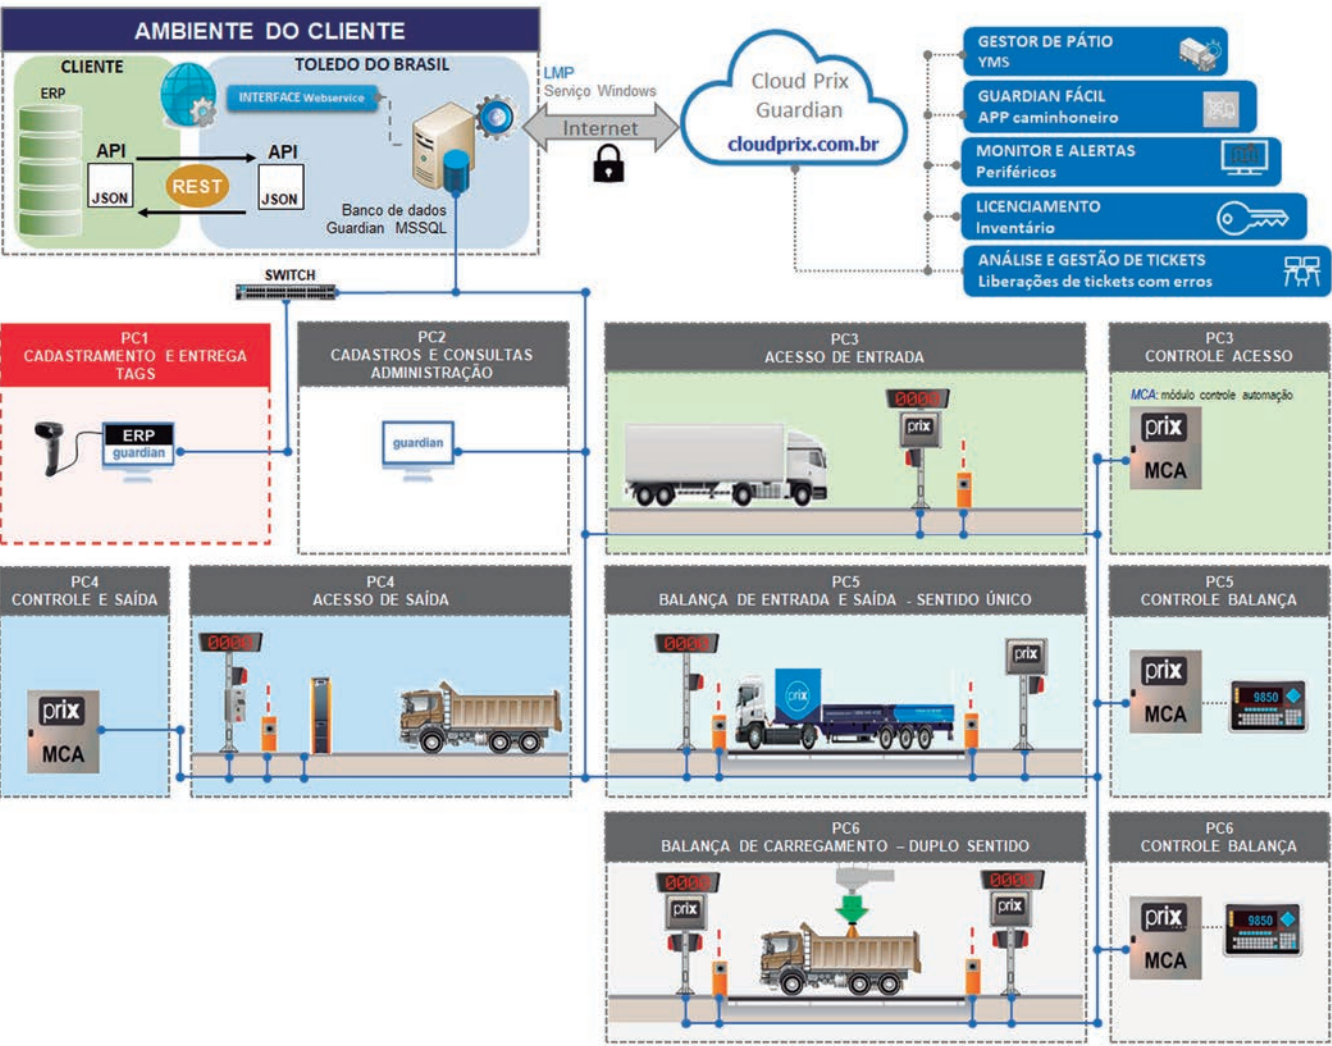 AMBIENTE DO CLIENTE
CLIENTE
ERP
API
JSON
REST
TOLEDO DO BRASIL
INTERFACE Webservice
API
JSON
Banco de dados
Guardian MSSQL
LMP
Serviço Windows
Internet
Cloud Prix
Guardian
cloudprix.com.br
GESTOR DE PÁTIO
YMS
GUARDIAN FÁCIL
APP caminhoneiro
MONITOR E ALERTAS
Periféricos
LICENCIAMENTO
Inventário
ANÁLISE E GESTÃO DE TICKETS
Liberações de tickets com erros
SWITCH
PC1
CADASTRAMENTO E ENTREGA
TAGS
ERP
guardian
PC2
CADASTROS E CONSULTAS
ADMINISTRAÇÃO
guardian
PC3
ACESSO DE ENTRADA
0000
prix
PC3
CONTROLE ACESSO
MCA: módulo controle automação
prix
MCA
PC4
CONTROLE E SAÍDA
prix
MCA
PC4
ACESSO DE SAÍDA
0000
PC5
BALANÇA DE ENTRADA E SAÍDA - SENTIDO ÚNICO
0000
prix
prix
PC5
CONTROLE BALANÇA
prix
MCA
9850
PC6
BALANÇA DE CARREGAMENTO – DUPLO SENTIDO
0000
prix
0000
prix
PC6
CONTROLE BALANÇA
prix
MCA
9850